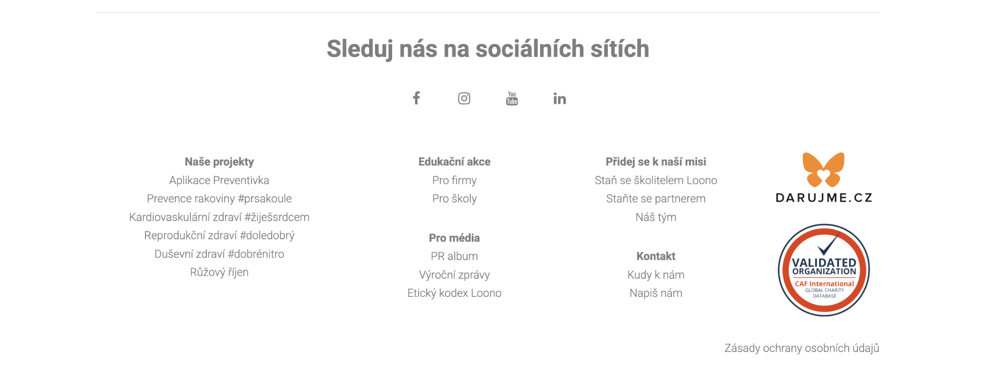 Sleduj nás na sociálních sítích
You
Tube
Naše projekty
Aplikace Preventivka
Prevence rakoviny #prsakoule
Kardiovaskulární zdraví #žiješsrdcem
Reprodukční zdraví #doledobrý
Duševní zdraví #dobrénitro
Růžový říjen
Edukační akce
Pro firmy
Pro školy
Pro média
PR album
Výroční zprávy
Etický kodex Loono
Přidej se k naší misi
Staň se školitelem Loono
Staňte se partnerem
Náš tým
Kontakt
Kudy k nám
Napiš nám
DARUJME.CZ
VALIDATED
ORGANIZATION
CAF International
GLOBAL CHARITY
DATABASE
Zásady ochrany osobních údajů